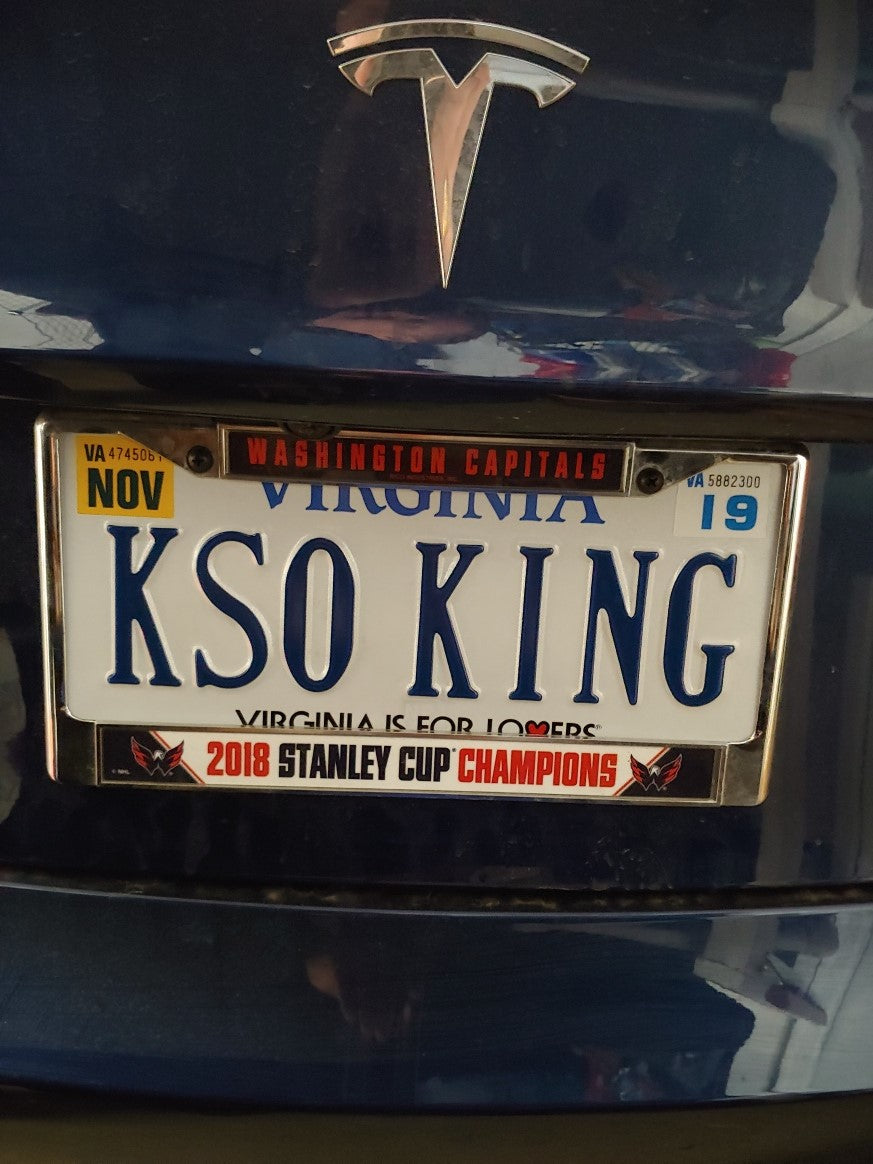 WASHINGTON CAPITALS
VA 4745061
NOV
VIRGINIA
VA 5882300
19
KSO KING
VIRGINIA IS FOR LOVERS
2018 STANLEY CUP® CHAMPIONS
© NHL